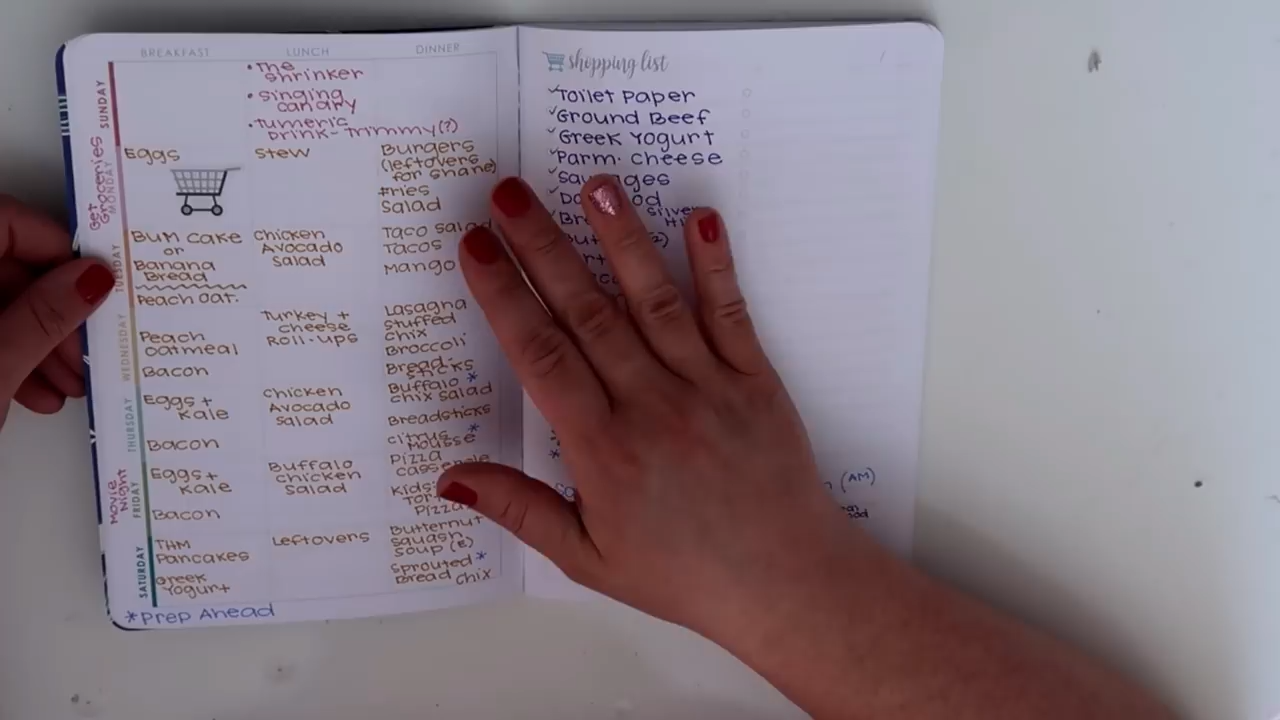 BREAKFAST LUNCH DINNER
SUNDAY
• The
shrinker
• singing
canary
• Tumeric
Drink- Trimmy(?)
Get
Groceries
MONDAY
Eggs
Stew
Burgers
(leftovers
for Shane)
Fries
Salad
TUESDAY
BUM Cake
or
Banana
Bread
Peach Oat.
Chicken
Avocado
Salad
Taco salad
Tacos
Mango
WEDNESDAY
Peach
oatmeal
Bacon
Turkey +
cheese
Roll-ups
Lasagna
stuffed
chix
Broccoli
Bread-
sticks
THURSDAY
Eggs +
Kale
Bacon
Chicken
Avocado
Salad
Buffalo *
chix salad
Breadsticks
citrus *
Mousse
Movie
Night
FRIDAY
Eggs +
Kale
Bacon
Buffalo
chicken
Salad
Pizza
casserole
Kids:
Pizza
SATURDAY
THM
Pancakes
Greek
Yogurt
Leftovers
Butternut
squash
soup (E)
sprouted *
Bread chix
*Prep Ahead
shopping list
✓Toilet Paper
✓Ground Beef
✓Greek Yogurt
✓Parm. cheese
✓Sausages
(AM)